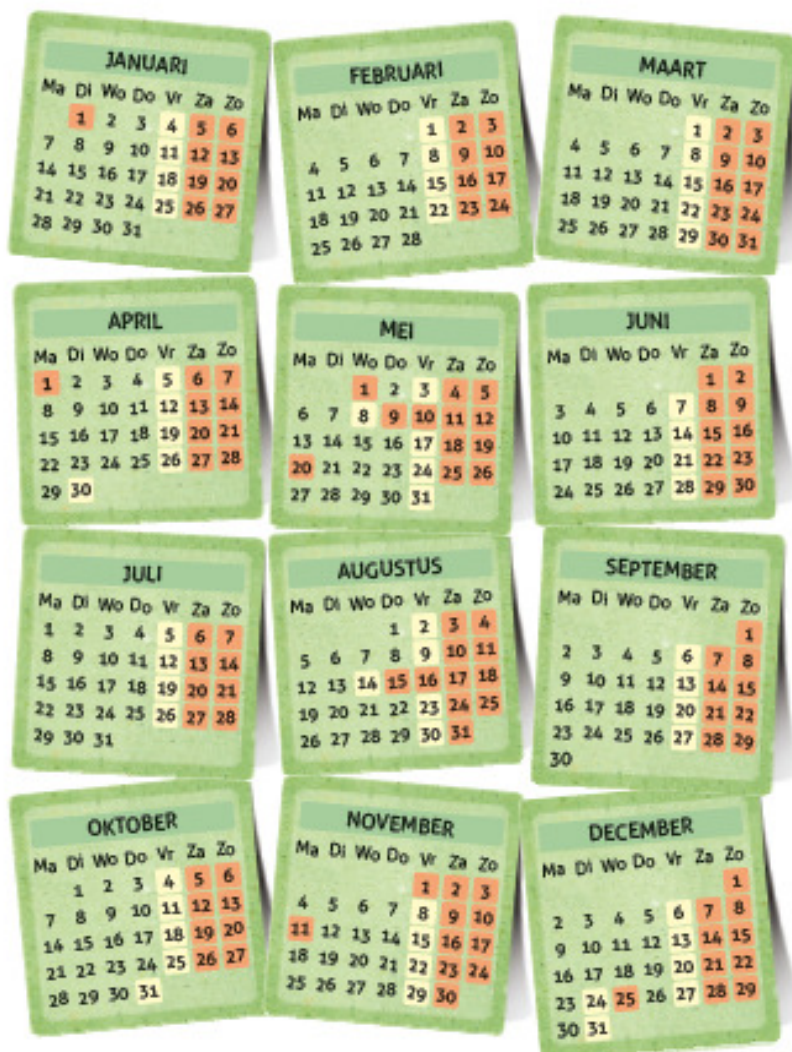 JANUARI
Ma Di Wo Do Vr Za Zo
1 2 3 4 5 6
7 8 9 10 11 12 13
14 15 16 17 18 19 20
21 22 23 24 25 26 27
28 29 30 31
FEBRUARI
Ma Di Wo Do Vr Za Zo
1 2 3
4 5 6 7 8 9 10
11 12 13 14 15 16 17
18 19 20 21 22 23 24
25 26 27 28
MAART
Ma Di Wo Do Vr Za Zo
1 2 3
4 5 6 7 8 9 10
11 12 13 14 15 16 17
18 19 20 21 22 23 24
25 26 27 28 29 30 31
APRIL
Ma Di Wo Do Vr Za Zo
1 2 3 4 5 6 7
8 9 10 11 12 13 14
15 16 17 18 19 20 21
22 23 24 25 26 27 28
29 30
MEI
Ma Di Wo Do Vr Za Zo
1 2 3 4 5
6 7 8 9 10 11 12
13 14 15 16 17 18 19
20 21 22 23 24 25 26
27 28 29 30 31
JUNI
Ma Di Wo Do Vr Za Zo
1 2
3 4 5 6 7 8 9
10 11 12 13 14 15 16
17 18 19 20 21 22 23
24 25 26 27 28 29 30
JULI
Ma Di Wo Do Vr Za Zo
1 2 3 4 5 6 7
8 9 10 11 12 13 14
15 16 17 18 19 20 21
22 23 24 25 26 27 28
29 30 31
AUGUSTUS
Ma Di Wo Do Vr Za Zo
1 2 3 4
5 6 7 8 9 10 11
12 13 14 15 16 17 18
19 20 21 22 23 24 25
26 27 28 29 30 31
SEPTEMBER
Ma Di Wo Do Vr Za Zo
1
2 3 4 5 6 7 8
9 10 11 12 13 14 15
16 17 18 19 20 21 22
23 24 25 26 27 28 29
30
OKTOBER
Ma Di Wo Do Vr Za Zo
1 2 3 4 5 6
7 8 9 10 11 12 13
14 15 16 17 18 19 20
21 22 23 24 25 26 27
28 29 30 31
NOVEMBER
Ma Di Wo Do Vr Za Zo
1 2 3
4 5 6 7 8 9 10
11 12 13 14 15 16 17
18 19 20 21 22 23 24
25 26 27 28 29 30
DECEMBER
Ma Di Wo Do Vr Za Zo
1
2 3 4 5 6 7 8
9 10 11 12 13 14 15
16 17 18 19 20 21 22
23 24 25 26 27 28 29
30 31